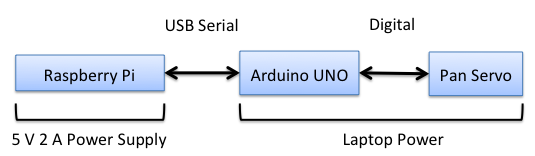 USB Serial
Digital
Raspberry Pi
Arduino UNO
Pan Servo
5 V 2 A Power Supply
Laptop Power